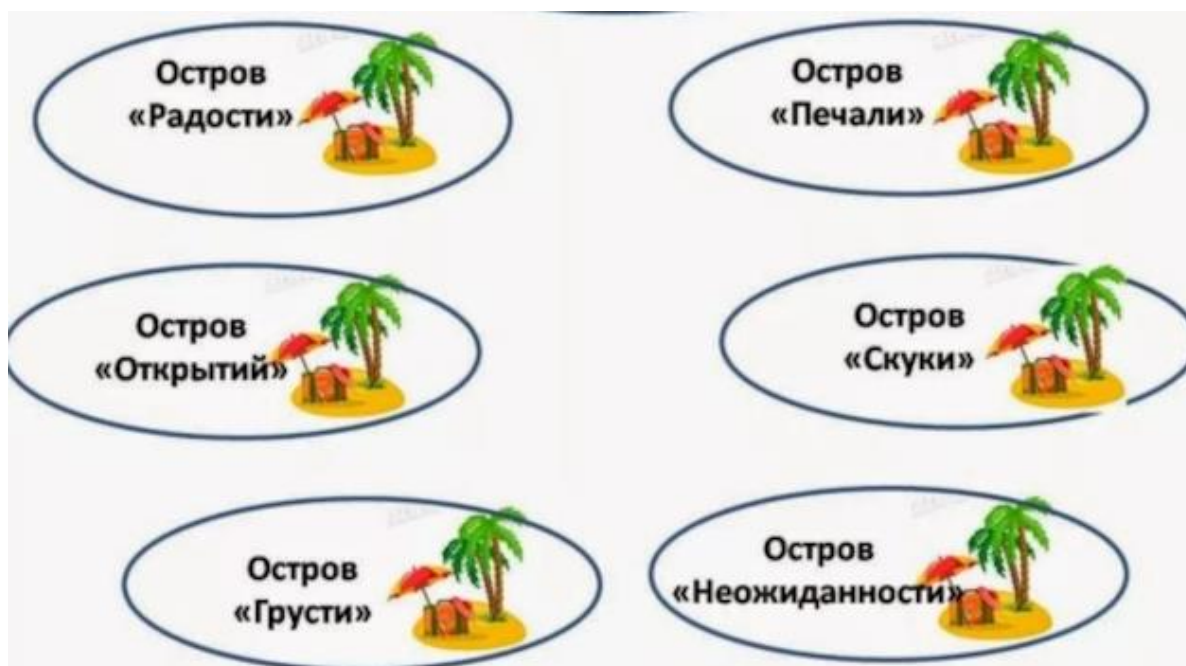 Остров
«Радости»
Остров
«Печали»
Остров
«Открытий»
Остров
«Скуки»
Остров
«Грусти»
Остров
«Неожиданности»